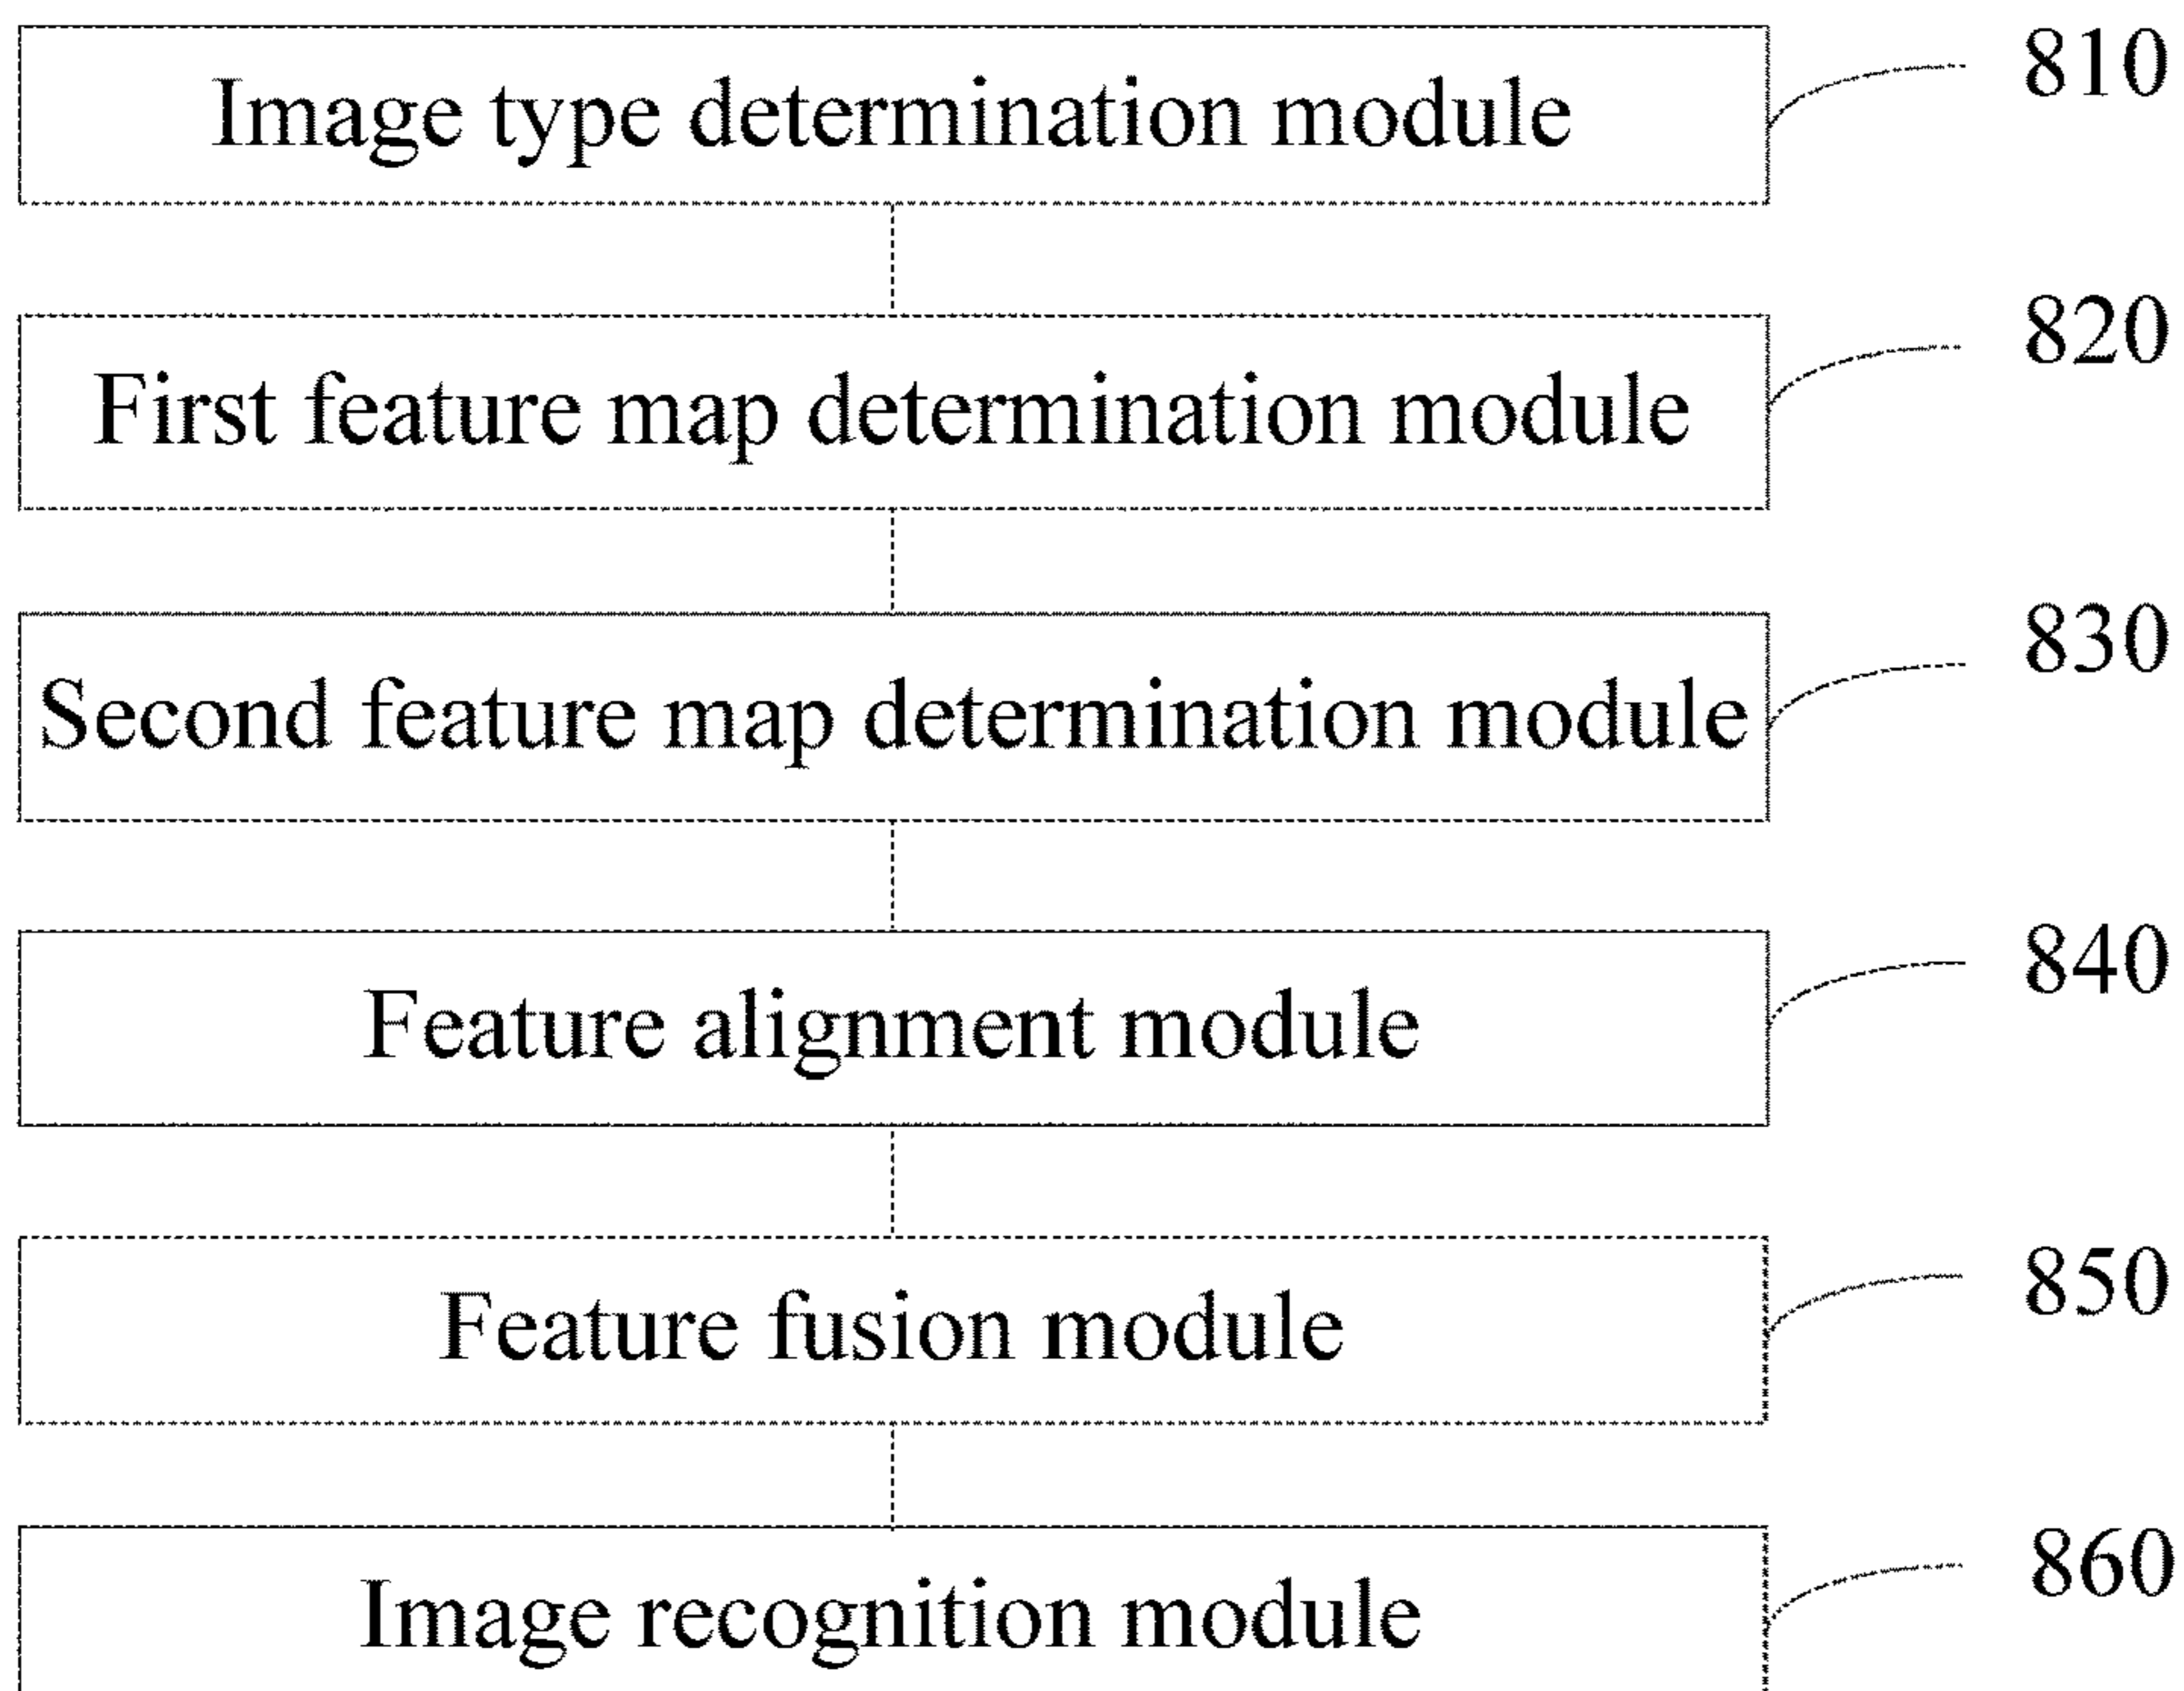 Image type determination module 810
First feature map determination module 820
Second feature map determination module 830
Feature alignment module 840
Feature fusion module 850
Image recognition module 860